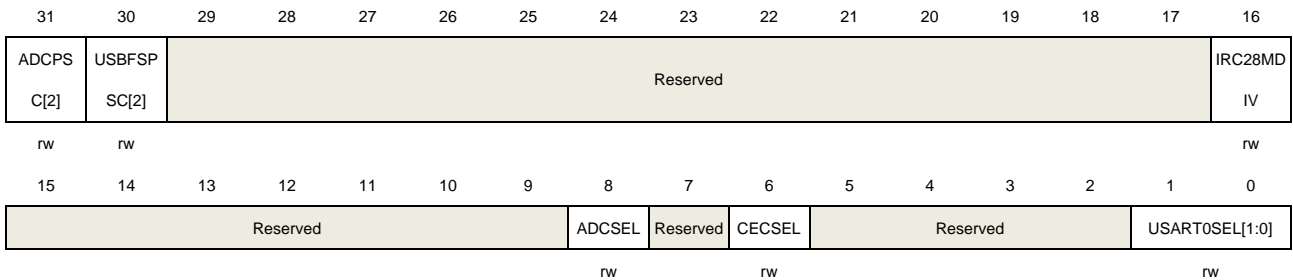 31 30 29 28 27 26 25 24 23 22 21 20 19 18 17 16
ADCPS USBFSP Reserved IRC28MD
C[2] SC[2] IV
rw rw rw
15 14 13 12 11 10 9 8 7 6 5 4 3 2 1 0
Reserved ADCSEL Reserved CECSEL Reserved USART0SEL[1:0]
rw rw rw